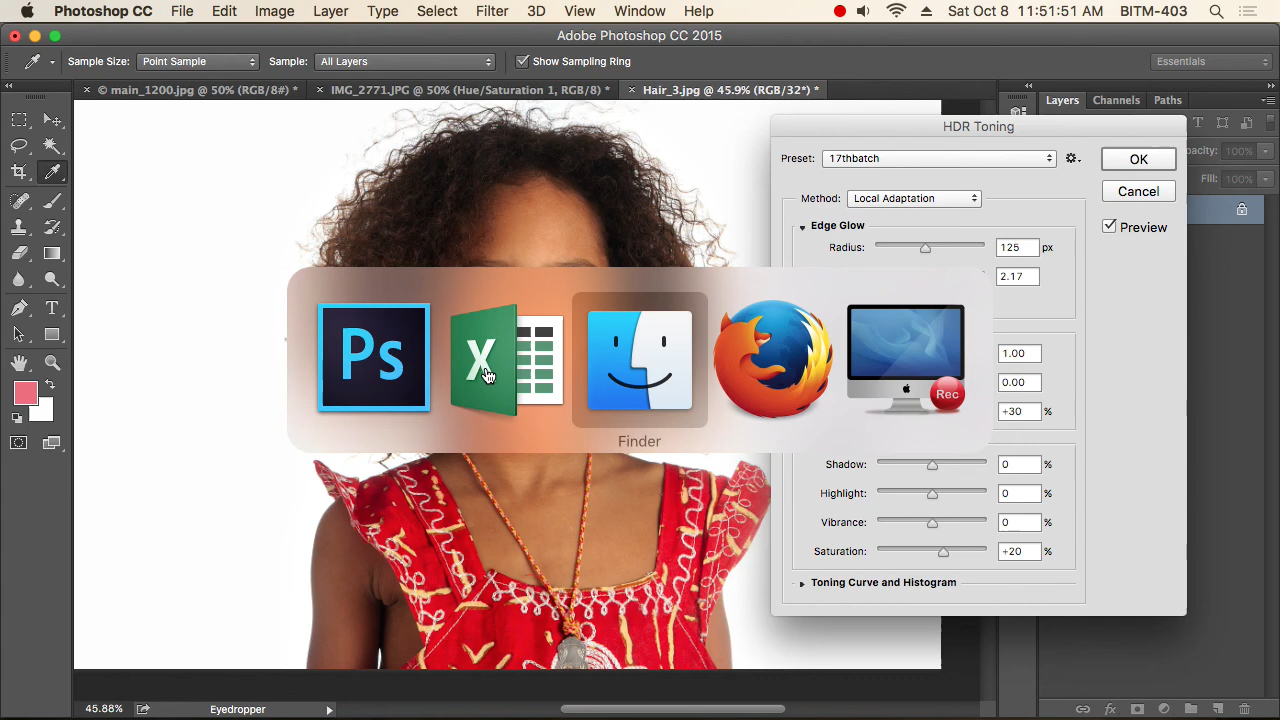 Photoshop CC File Edit Image Layer Type Select Filter 3D View Window Help Sat Oct 8 11:51:51 AM BITM-403
Adobe Photoshop CC 2015
Sample Size: Point Sample Sample: All Layers Show Sampling Ring Essentials
© main_1200.jpg @ 50% (RGB/8#) * IMG_2771.JPG @ 50% (Hue/Saturation 1, RGB/8) * Hair_3.jpg @ 45.9% (RGB/32*) * Layers Channels Paths
HDR Toning
Preset: 17thbatch OK
Cancel
Method: Local Adaptation
Edge Glow Preview
Radius: 125 px
2.17
Ps X Rec
1.00
0.00
+30 %
Finder
Shadow: 0 %
Highlight: 0 %
Vibrance: 0 %
Saturation: +20 %
Toning Curve and Histogram
pacity: 100%
Fill: 100%
T
T
fx
45.88% Eyedropper